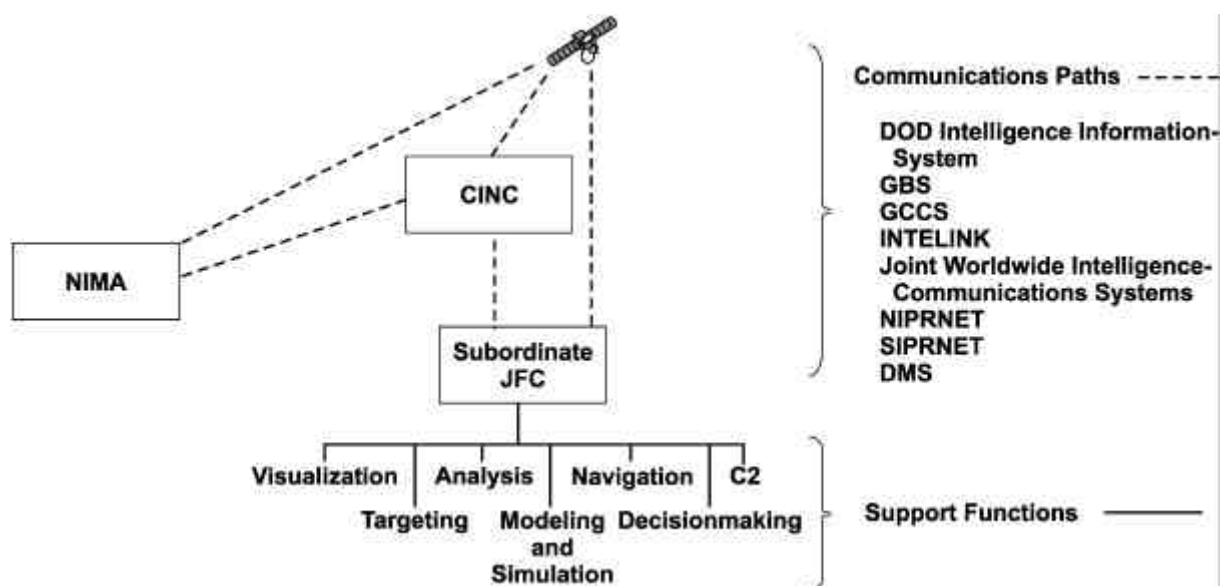 Communications Paths
DOD Intelligence Information-
System
GBS
GCCS
INTELINK
Joint Worldwide Intelligence-
Communications Systems
NIPRNET
SIPRNET
DMS
CINC
NIMA
Subordinate
JFC
Visualization
Analysis
Navigation
C2
Targeting
Modeling
and
Simulation
Decisionmaking
Support Functions